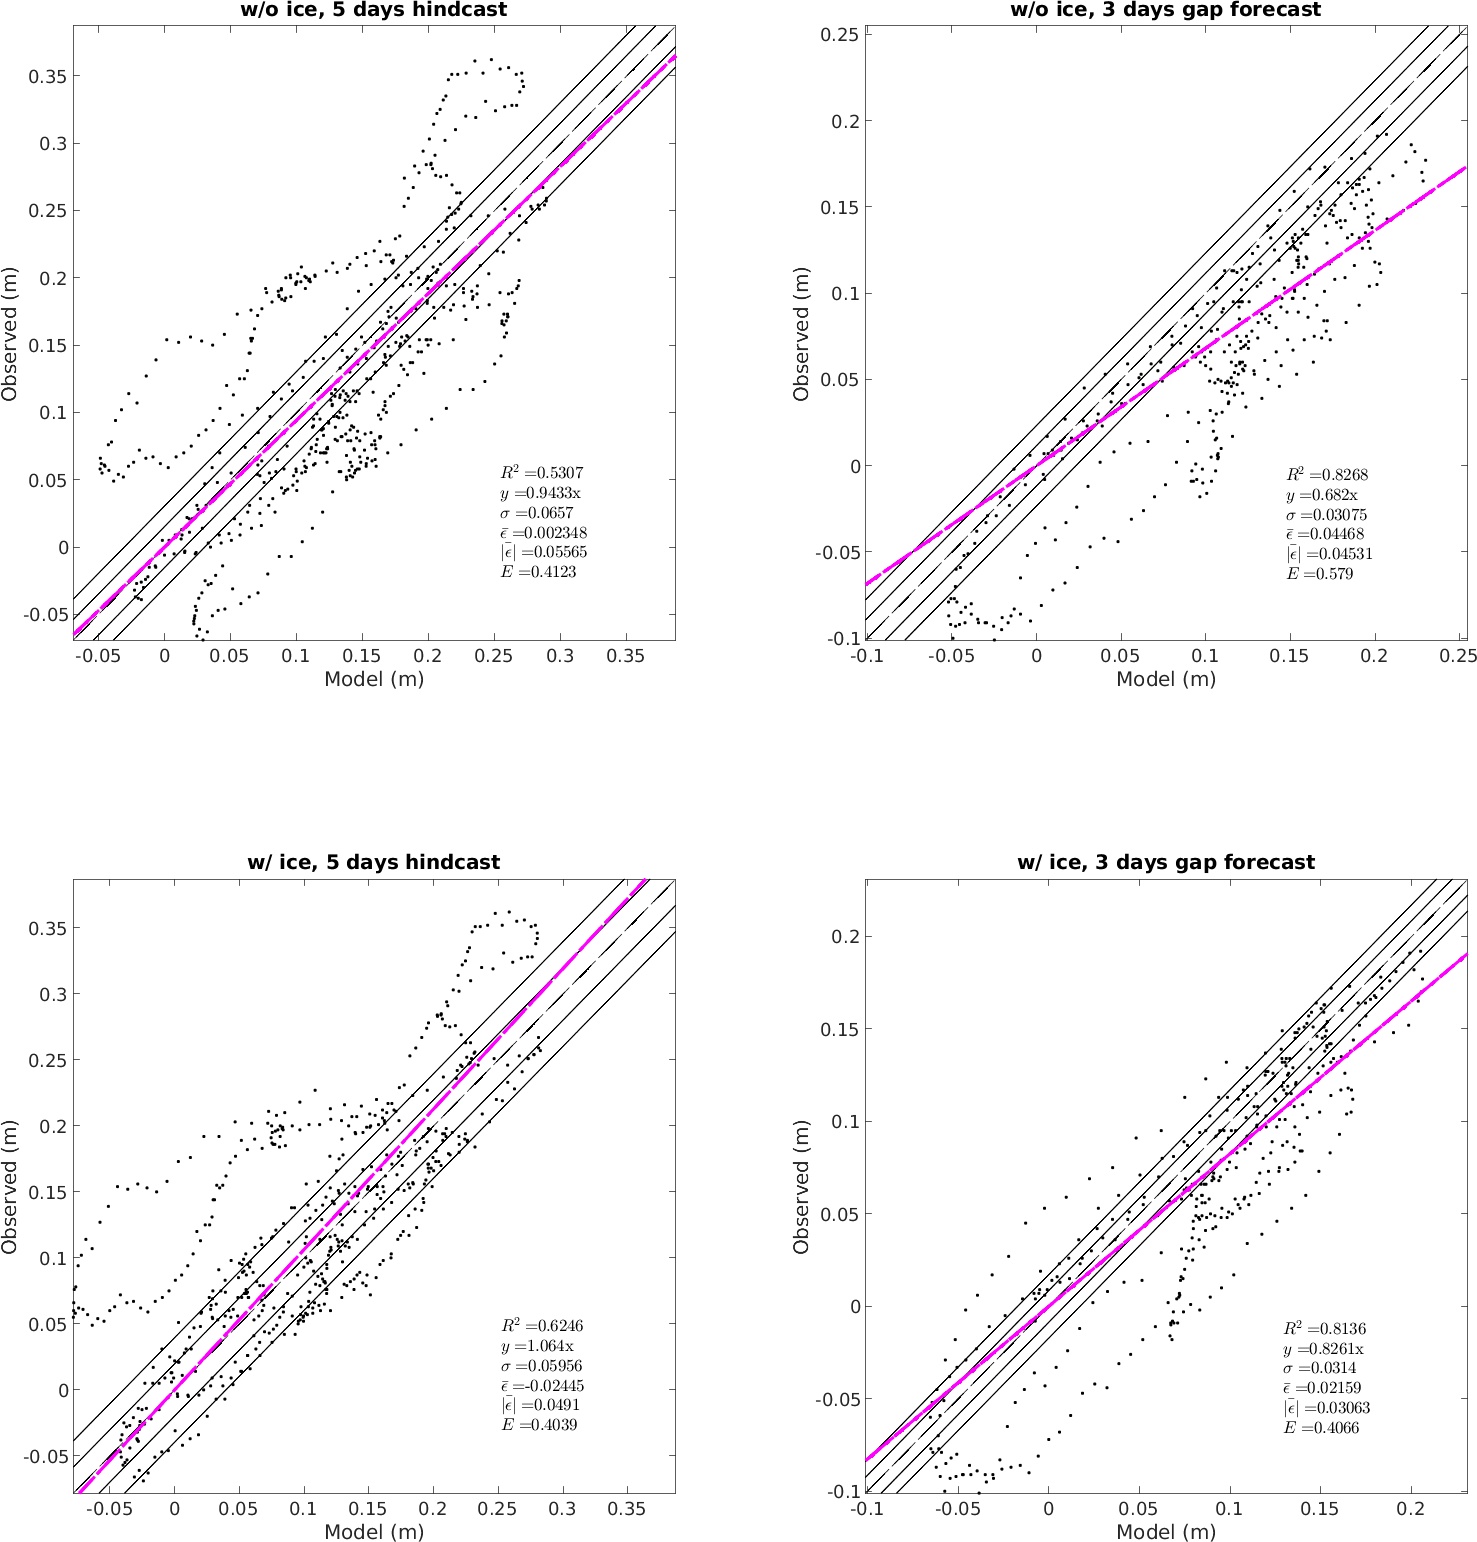 w/o ice, 5 days hindcast
0.35
0.3
0.25
0.2
0.15
0.1
0.05
0
-0.05
Observed (m)
R² =0.5307
y =0.9433x
σ =0.0657
ε̄ =0.002348
|ε̄| =0.05565
E =0.4123
-0.05 0 0.05 0.1 0.15 0.2 0.25 0.3 0.35
Model (m)
w/o ice, 3 days gap forecast
0.25
0.2
0.15
0.1
0.05
0
-0.05
-0.1
Observed (m)
R² =0.8268
y =0.682x
σ =0.03075
ε̄ =0.04468
|ε̄| =0.04531
E =0.579
-0.1 -0.05 0 0.05 0.1 0.15 0.2 0.25
Model (m)
w/ ice, 5 days hindcast
0.35
0.3
0.25
0.2
0.15
0.1
0.05
0
-0.05
Observed (m)
R² =0.6246
y =1.064x
σ =0.05956
ε̄ =-0.02445
|ε̄| =0.0491
E =0.4039
-0.05 0 0.05 0.1 0.15 0.2 0.25 0.3 0.35
Model (m)
w/ ice, 3 days gap forecast
0.2
0.15
0.1
0.05
0
-0.05
-0.1
Observed (m)
R² =0.8136
y =0.8261x
σ =0.0314
ε̄ =0.02159
|ε̄| =0.03063
E =0.4066
-0.1 -0.05 0 0.05 0.1 0.15 0.2
Model (m)